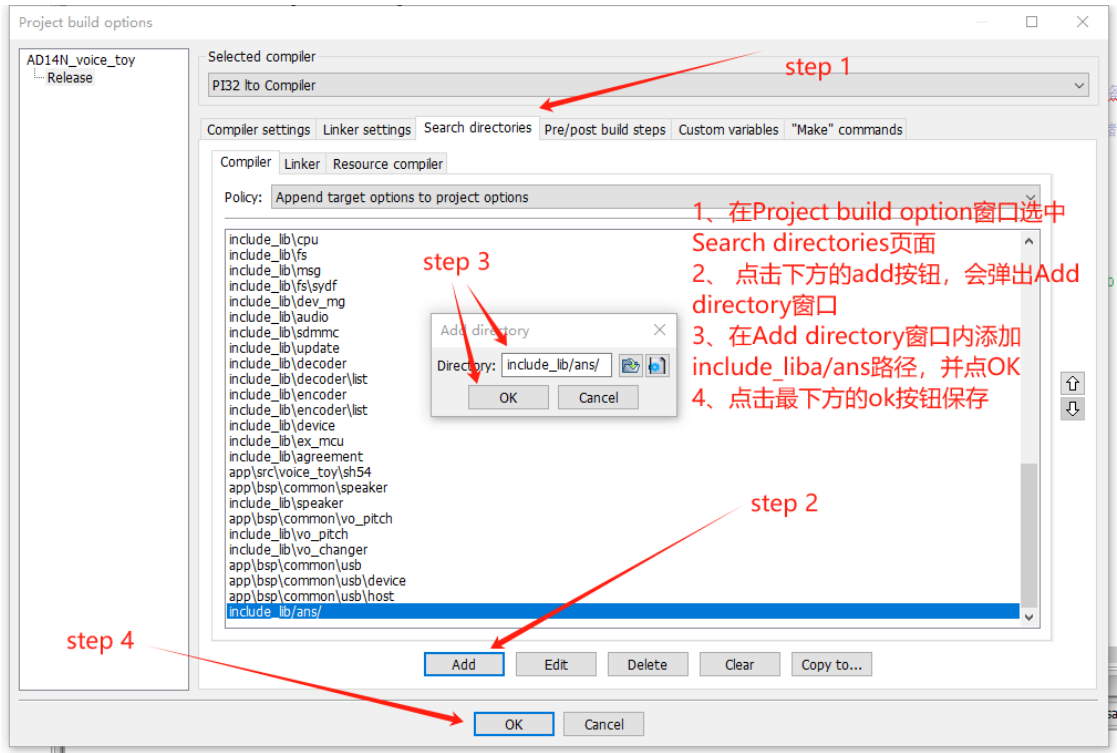 Project build options
AD14N_voice_toy
Release
Selected compiler
PI32 lto Compiler
step 1
Compiler settings Linker settings Search directories Pre/post build steps Custom variables "Make" commands
Compiler Linker Resource compiler
Policy: Append target options to project options
include_lib\cpu
include_lib\fs
include_lib\msg
include_lib\fs\sydf
include_lib\dev_mg
include_lib\audio
include_lib\sdmmc
include_lib\update
include_lib\decoder
include_lib\decoder\list
include_lib\encoder
include_lib\encoder\list
include_lib\device
include_lib\ex_mcu
include_lib\agreement
app\src\voice_toy\sh54
app\bsp\common\speaker
include_lib\speaker
app\bsp\common\vo_pitch
include_lib\vo_pitch
include_lib\vo_changer
app\bsp\common\usb
app\bsp\common\usb\device
app\bsp\common\usb\host
include_lib/ans/
step 3
Add directory
Directory: include_lib/ans/
OK Cancel
1、在Project build option窗口选中
Search directories页面
2、 点击下方的add按钮，会弹出Add
directory窗口
3、在Add directory窗口内添加
include_liba/ans路径，并点OK
4、点击最下方的ok按钮保存
step 2
step 4
Add Edit Delete Clear Copy to...
OK Cancel